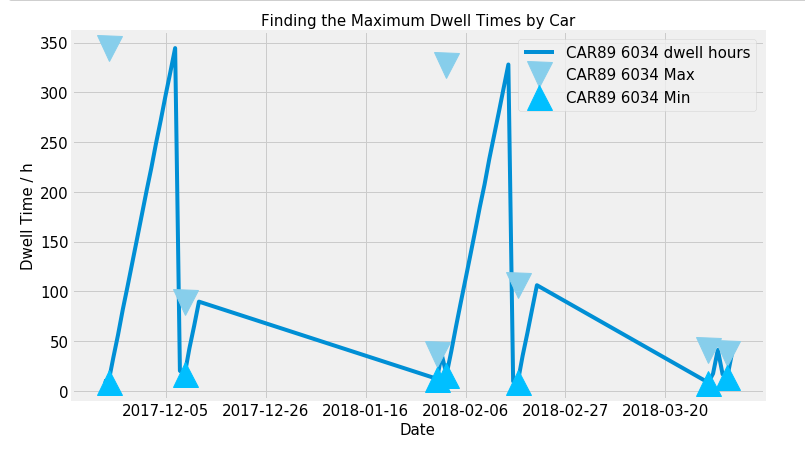 Finding the Maximum Dwell Times by Car
350
300
250
200
150
100
50
0
Dwell Time / h
CAR89 6034 dwell hours
CAR89 6034 Max
CAR89 6034 Min
2017-12-05 2017-12-26 2018-01-16 2018-02-06 2018-02-27 2018-03-20
Date